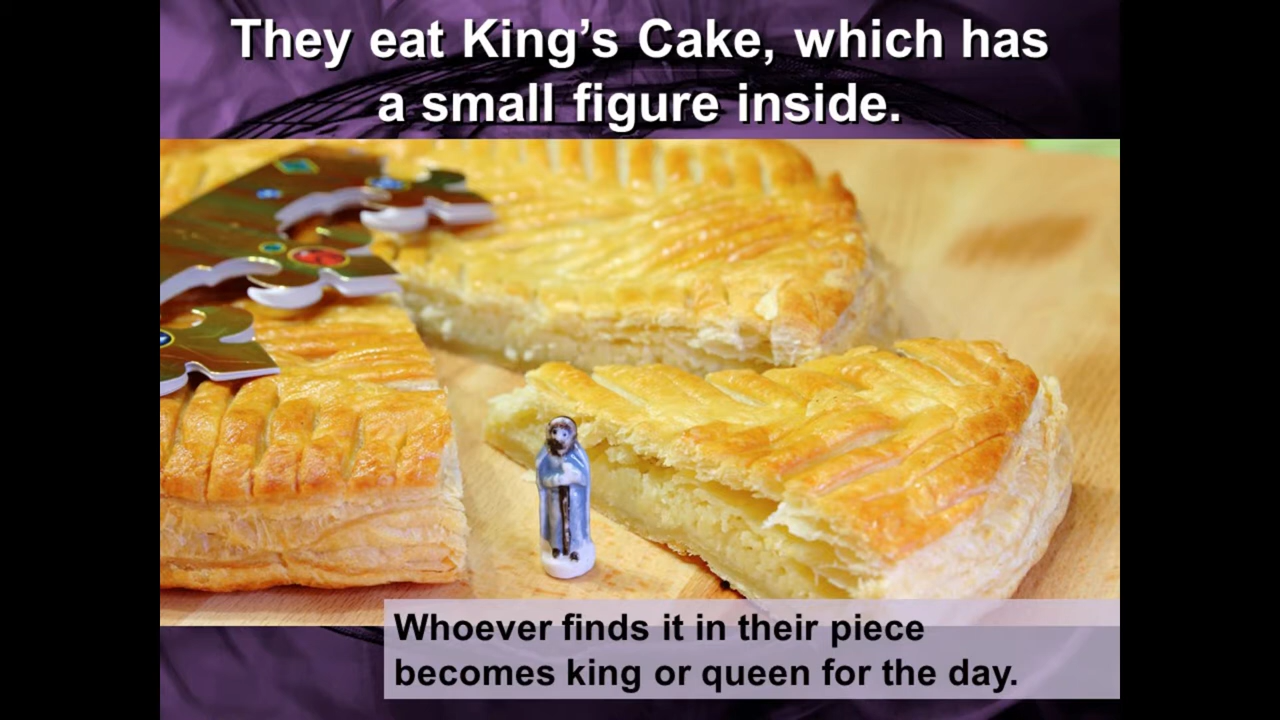 They eat King’s Cake, which has
a small figure inside.
Whoever finds it in their piece
becomes king or queen for the day.